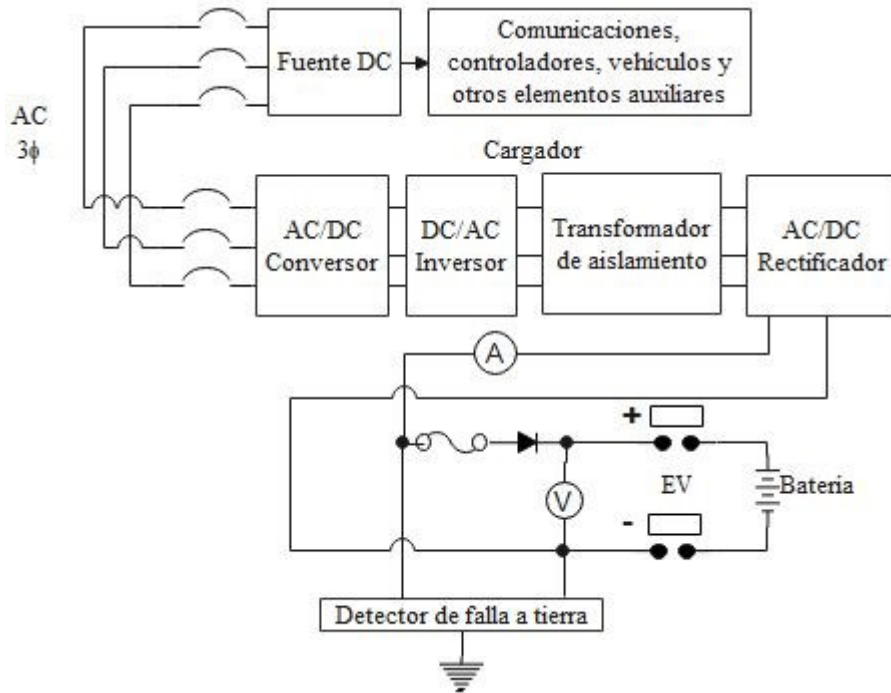 AC
3ϕ
Fuente DC
Comunicaciones,
controladores, vehículos y
otros elementos auxiliares
Cargador
AC/DC
Conversor
DC/AC
Inversor
Transformador
de aislamiento
AC/DC
Rectificador
A
+
V
EV
Bateria
-
Detector de falla a tierra